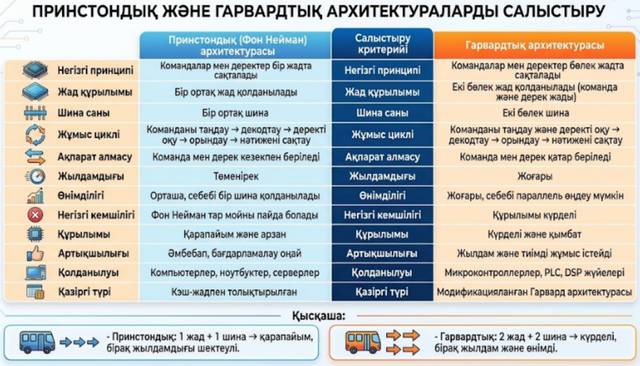 ПРИНСТОНДЫҚ ЖӘНЕ ГАРВАРДТЫҚ АРХИТЕКТУРАЛАРДЫ САЛЫСТЫРУ
Принстондық (Фон Нейман)
архитектурасы
Салыстыру
критерийі
Гарвардтық архитектурасы
Негізгі принципі
Командалар мен деректер бір жадта
сақталады
Негізгі принципі
Командалар мен деректер бөлек жадта
сақталады
Жад құрылымы
Бір ортақ жад қолданылады
Жад құрылымы
Екі бөлек жад қолданылады (команда
және дерек жады)
Шина саны
Бір ортақ шина
Шина саны
Екі бөлек шина
Жұмыс циклі
Команданы таңдау → декодтау → деректі
оқу → орындау → нәтижені сақтау
Жұмыс циклі
Команданы таңдау және деректі оқу →
декодтау → орындау → нәтижені сақтау
Ақпарат алмасу
Команда мен дерек кезекпен беріледі
Ақпарат алмасу
Команда мен дерек қатар беріледі
Жылдамдығы
Төменірек
Жылдамдығы
Жоғары
Өнімділігі
Орташа, себебі бір шина қолданылады
Өнімділігі
Жоғары, себебі параллель өңдеу мүмкін
Негізгі кемшілігі
Фон Нейман тар мойны пайда болады
Негізгі кемшілігі
Құрылымы күрделі
Құрылымы
Қарапайым және арзан
Құрылымы
Күрделі және қымбат
Артықшылығы
Әмбебап, бағдарламалау оңай
Артықшылығы
Жылдам және тиімді жұмыс істейді
Қолданылуы
Компьютерлер, ноутбуктер, серверлер
Қолданылуы
Микроконтроллерлер, PLC, DSP жүйелері
Қазіргі түрі
Кэш-жадпен толықтырылған
Қазіргі түрі
Модификацияланған Гарвард архитектурасы
Қысқаша:
- Принстондық: 1 жад + 1 шина → қарапайым,
бірақ жылдамдығы шектеулі.
- Гарвардтық: 2 жад + 2 шина → күрделі,
бірақ жылдам және өнімді.